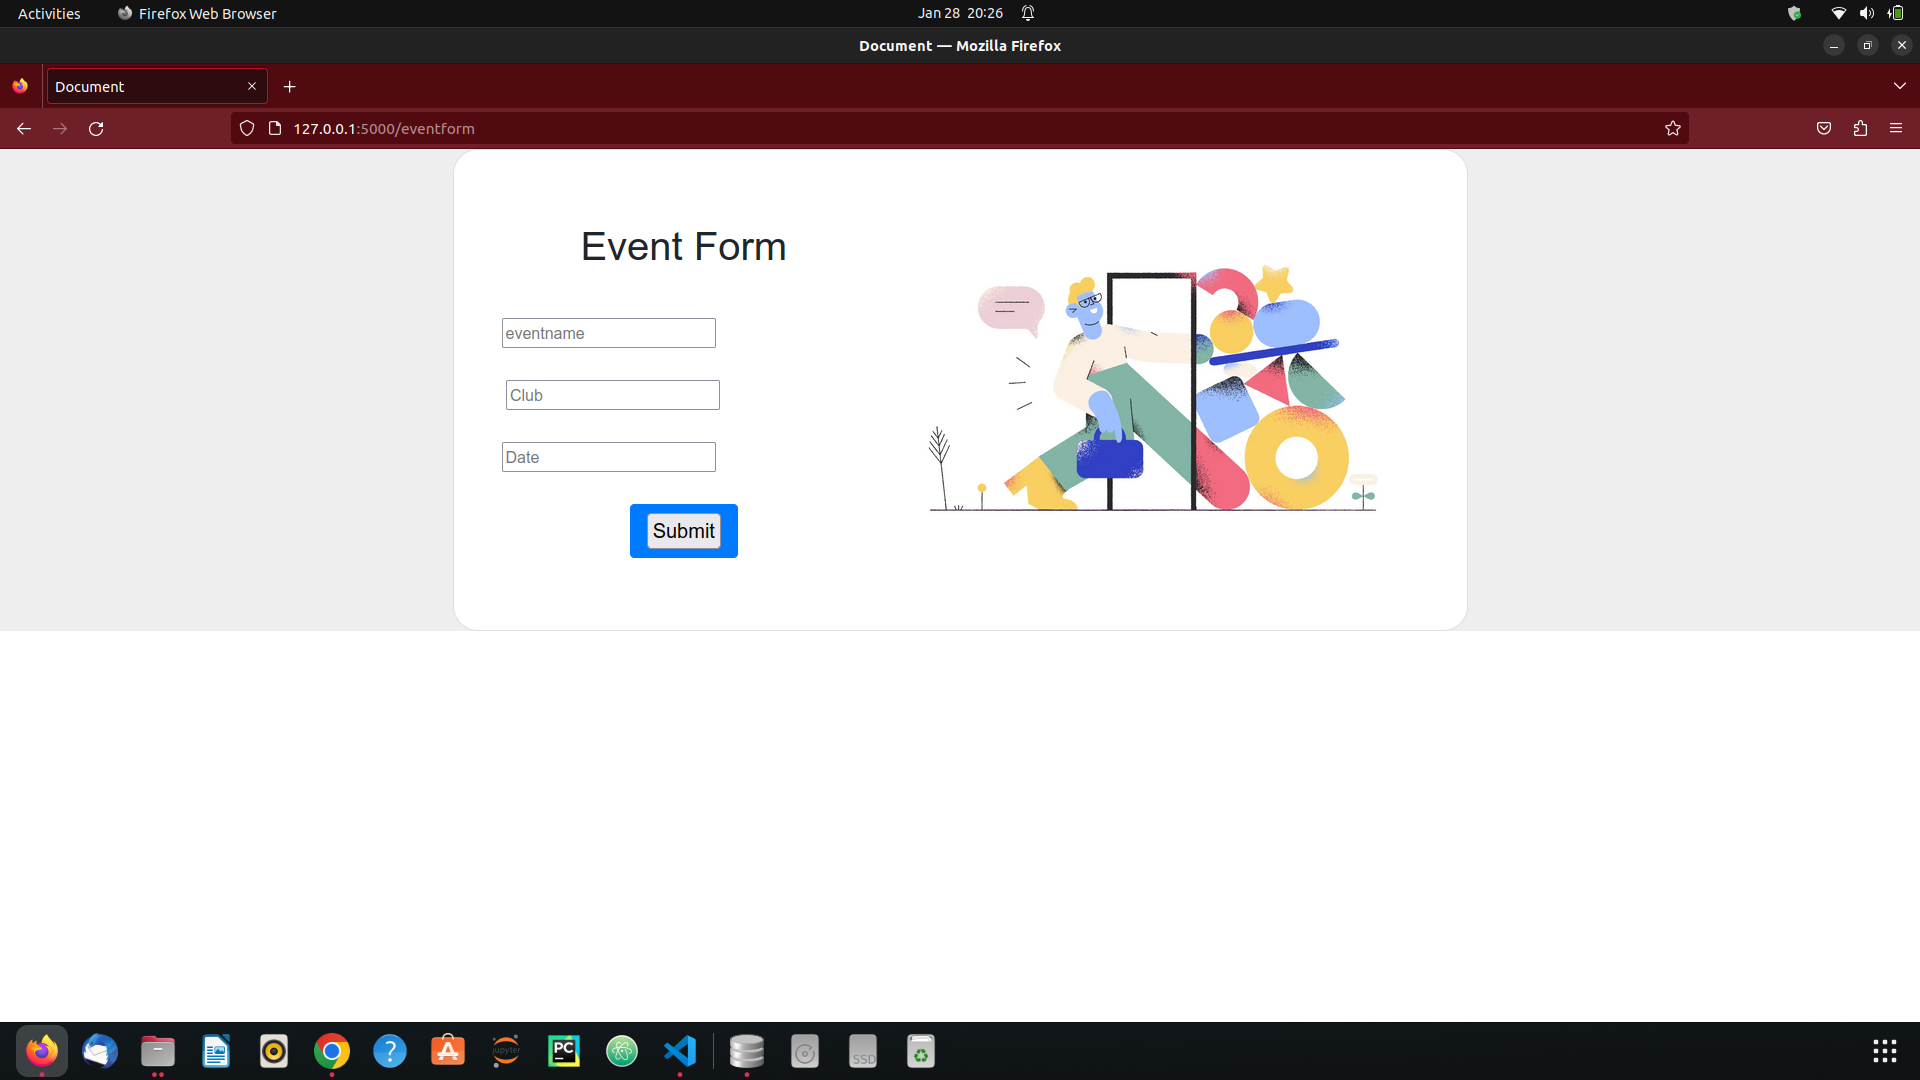 Activities Firefox Web Browser Jan 28 20:26
Document — Mozilla Firefox
Document
127.0.0.1:5000/eventform
Event Form
eventname
Club
Date
Submit
jupyter PC SSD